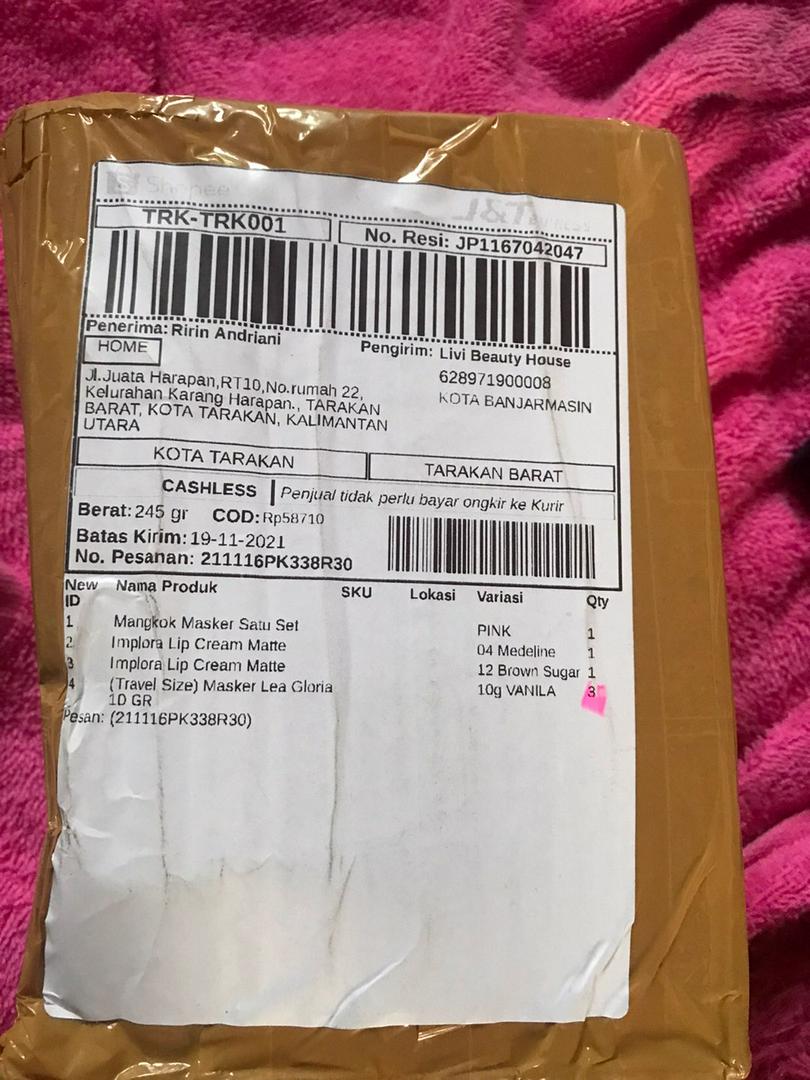 Shopee
J&T EXPRESS
TRK-TRK001
No. Resi: JP1167042047
Penerima: Ririn Andriani
Pengirim: Livi Beauty House
HOME
628971900008
KOTA BANJARMASIN
Jl.Juata Harapan,RT10,No.rumah 22,
Kelurahan Karang Harapan., TARAKAN
BARAT, KOTA TARAKAN, KALIMANTAN
UTARA
KOTA TARAKAN
TARAKAN BARAT
CASHLESS Penjual tidak perlu bayar ongkir ke Kurir
Berat: 245 gr COD: Rp58710
Batas Kirim: 19-11-2021
No. Pesanan: 211116PK338R30
New ID Nama Produk SKU Lokasi Variasi Qty
1 Mangkok Masker Satu Set PINK 1
2 Implora Lip Cream Matte 04 Medeline 1
3 Implora Lip Cream Matte 12 Brown Sugar 1
4 (Travel Size) Masker Lea Gloria 10g VANILA 3
10 GR
Pesan: (211116PK338R30)